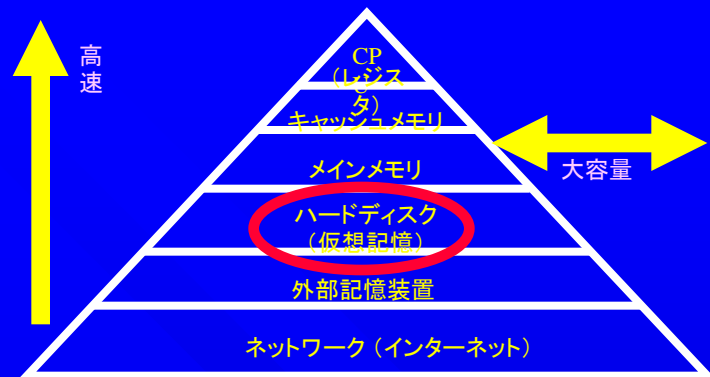 高
速
CP
(レジス
タ)
キャッシュメモリ
メインメモリ
大容量
ハードディスク
(仮想記憶)
外部記憶装置
ネットワーク(インターネット)